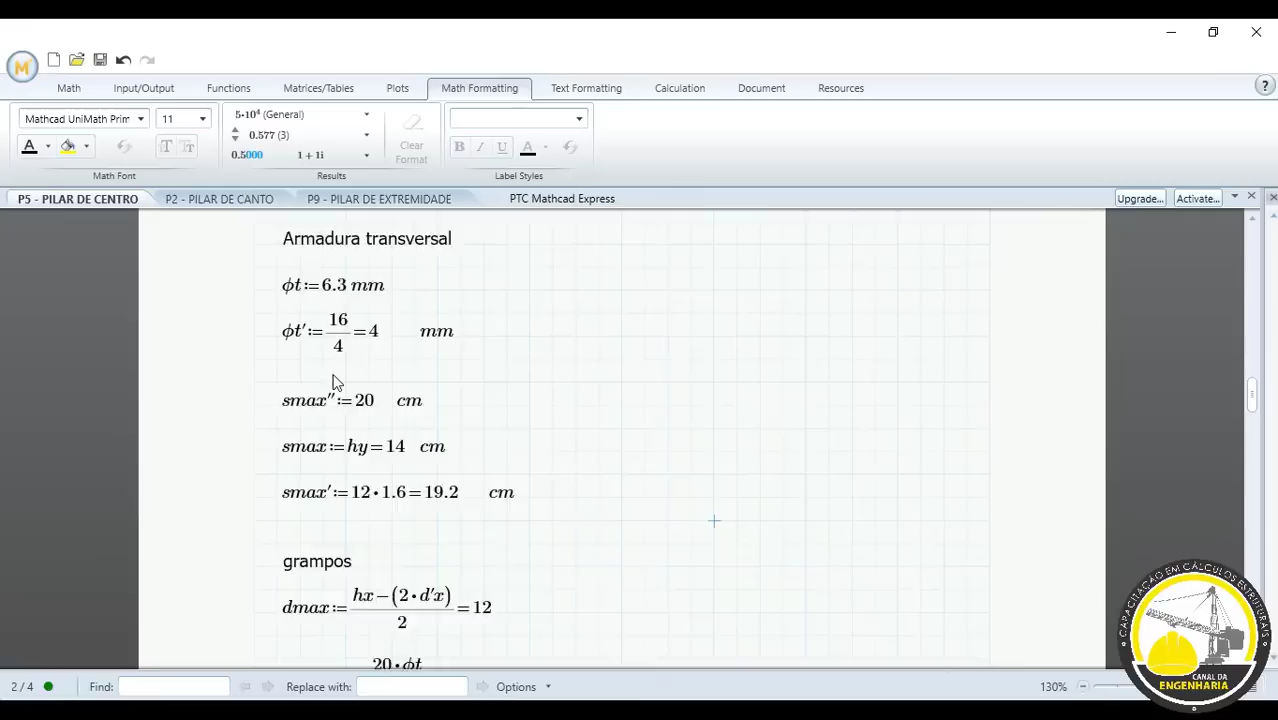 Math Input/Output Functions Matrices/Tables Plots Math Formatting Text Formatting Calculation Document Resources
Mathcad UniMath Prim 11
A
Math Font
5•10⁴ (General)
0.577 (3)
0.5000 1 + 1i
Results
Clear
Format
B I U A
Label Styles
P5 - PILAR DE CENTRO P2 - PILAR DE CANTO P9 - PILAR DE EXTREMIDADE PTC Mathcad Express Upgrade... Activate...
Armadura transversal
ϕt:=6.3 mm
ϕt':=16/4=4 mm
smax'':=20 cm
smax:=hy=14 cm
smax':=12•1.6=19.2 cm
grampos
dmax:=hx-(2•d'x)/2=12
20•ϕt
CAPACITAÇÃO EM CÁLCULOS ESTRUTURAIS
CANAL DA
ENGENHARIA
2 / 4 Find: Replace with: Options 130%